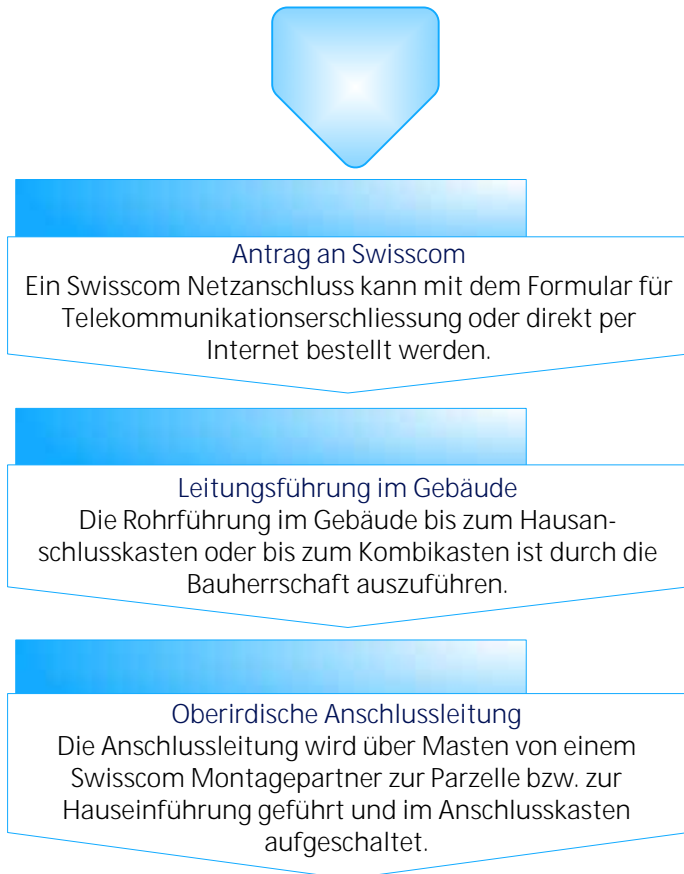 Antrag an Swisscom
Ein Swisscom Netzanschluss kann mit dem Formular für
Telekommunikationserschliessung oder direkt per
Internet bestellt werden.
Leitungsführung im Gebäude
Die Rohrführung im Gebäude bis zum Hausan-
schlusskasten oder bis zum Kombikasten ist durch die
Bauherrschaft auszuführen.
Oberirdische Anschlussleitung
Die Anschlussleitung wird über Masten von einem
Swisscom Montagepartner zur Parzelle bzw. zur
Hauseinführung geführt und im Anschlusskasten
aufgeschaltet.